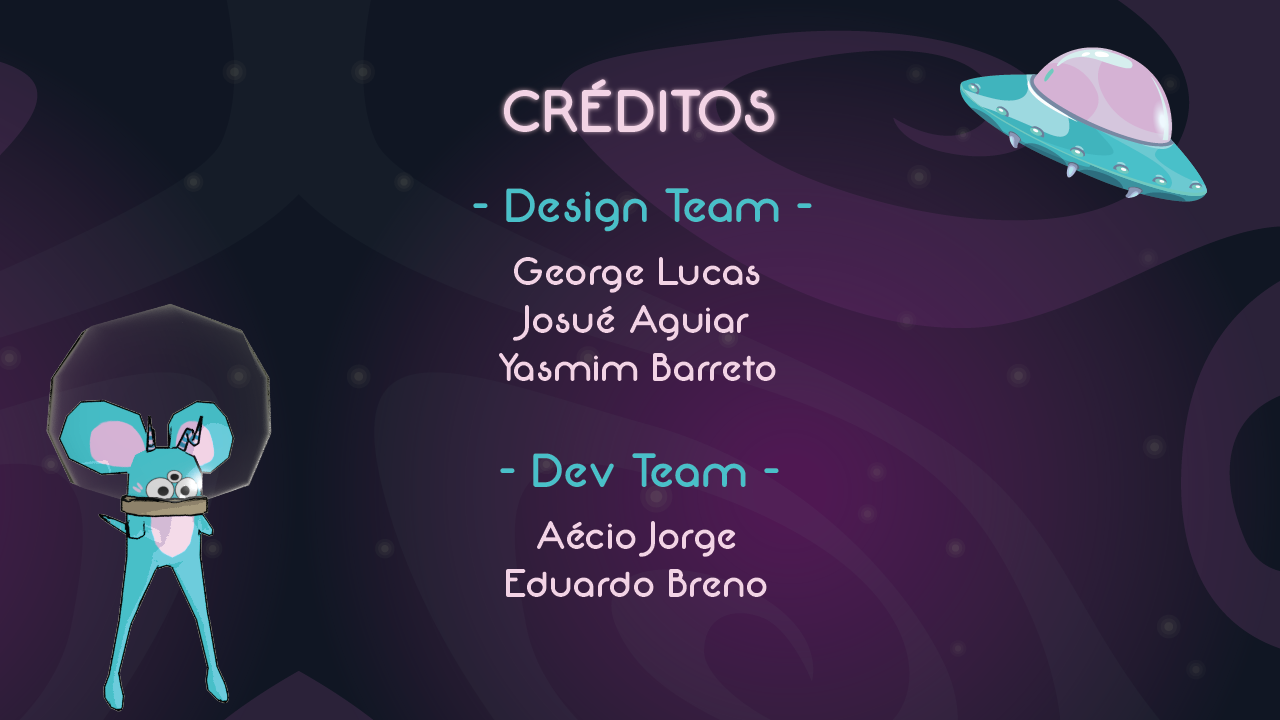 CRÉDITOS
- Design Team -
George Lucas
Josué Aguiar
Yasmim Barreto
- Dev Team -
Aécio Jorge
Eduardo Breno